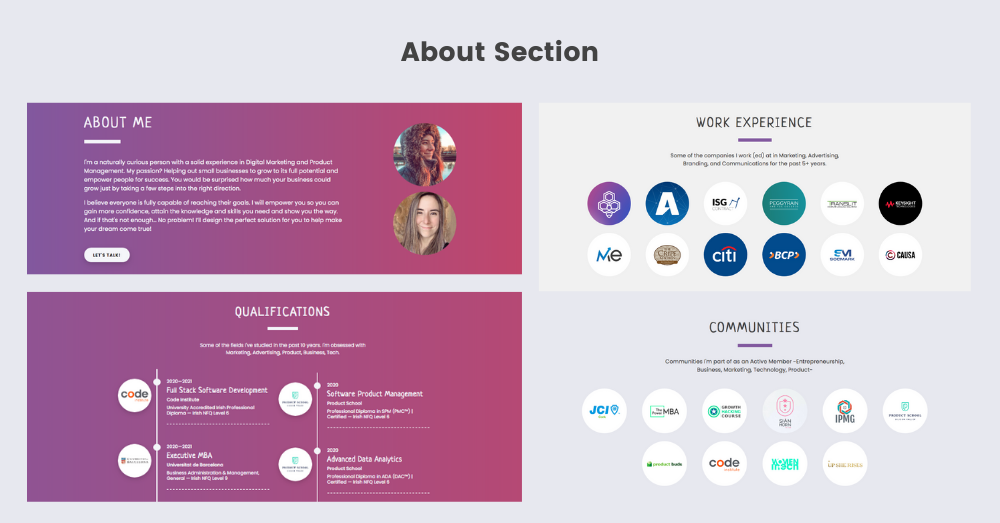 About Section
ABOUT ME
I'm a naturally curious person with a solid experience in Digital Marketing and Product
Management. My passion? Helping out small businesses to grow to its full potential and
empower people for success. You would be surprised how much your business could
grow just by taking a few steps into the right direction.
I believe everyone is fully capable of reaching their goals. I will empower you so you can
gain more confidence, attain the knowledge and skills you need and show you the way.
And if that's not enough... No problem! I'll design the perfect solution for you to help make
your dream come true!
LET'S TALK!
WORK EXPERIENCE
Some of the companies I work (ed) at in Marketing, Advertising,
Branding, and Communications for the past 5+ years.
A
ISG
PEGGYRAIN
KEYSIGHT
Me
citi
BCP
CAUSA
QUALIFICATIONS
Some of the fields I've studied in the past 10 years. I'm obsessed with
Marketing, Advertising, Product, Business, Tech.
code
2020–2021
Full Stack Software Development
Code Institute
University Accredited Irish Professional
Diploma – Irish NFQ Level 6
PRODUCT SCHOOL
2020
Software Product Management
Product School
Professional Diploma in SPM (PMC™) |
Certified – Irish NFQ Level 8
2020–2021
Executive MBA
Universitat de Barcelona
Business Administration & Management,
General – Irish NFQ Level 9
PRODUCT SCHOOL
2020
Advanced Data Analytics
Product School
Professional Diploma in ADA (DAC™) |
Certified – Irish NFQ Level 8
COMMUNITIES
Communities I'm part of as an Active Member -Entrepreneurship,
Business, Marketing, Technology, Product-
JCI
The Power MBA
GROWTH
HACKING
COURSE
SIÁN
IPMG
PRODUCT SCHOOL
product buds
code
institute